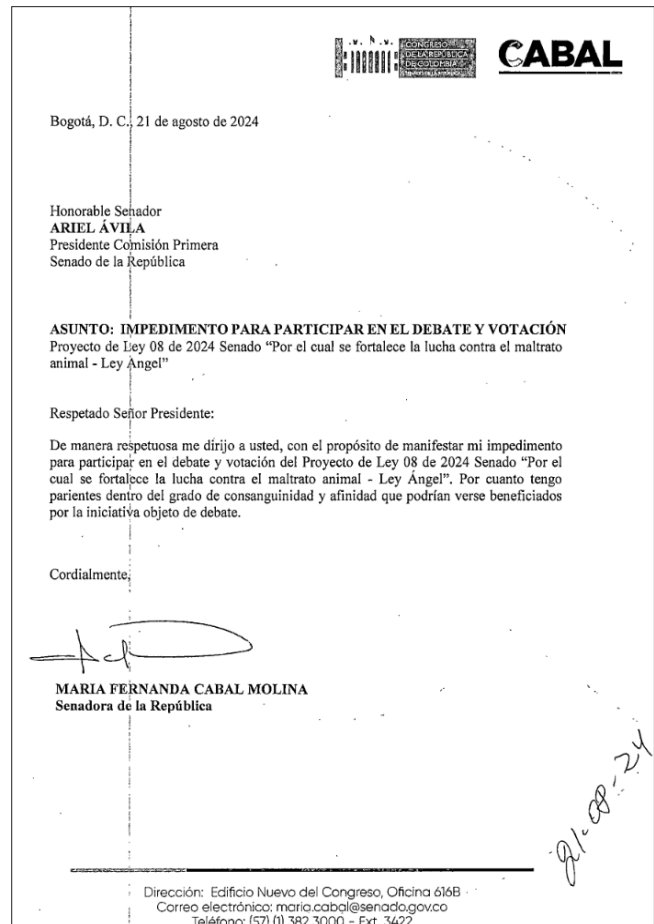 CONGRESO
DE LA REPÚBLICA
DE COLOMBIA
CABAL
Bogotá, D. C., 21 de agosto de 2024
Honorable Senador
ARIEL ÁVILA
Presidente Comisión Primera
Senado de la República
ASUNTO: IMPEDIMENTO PARA PARTICIPAR EN EL DEBATE Y VOTACIÓN
Proyecto de Ley 08 de 2024 Senado “Por el cual se fortalece la lucha contra el maltrato
animal - Ley Ángel”
Respetado Señor Presidente:
De manera respetuosa me dirijo a usted, con el propósito de manifestar mi impedimento
para participar en el debate y votación del Proyecto de Ley 08 de 2024 Senado “Por el
cual se fortalece la lucha contra el maltrato animal - Ley Ángel”. Por cuanto tengo
parientes dentro del grado de consanguinidad y afinidad que podrían verse beneficiados
por la iniciativa objeto de debate.
Cordialmente,
MARIA FERNANDA CABAL MOLINA
Senadora de la República
21-08-24
Dirección: Edificio Nuevo del Congreso, Oficina 616B
Correo electrónico: maria.cabal@senado.gov.co
Teléfono: (57) (1) 382 3000 – Ext. 3422